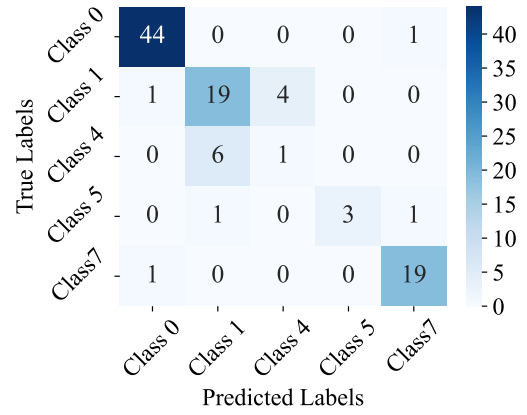 True Labels
Class 0 44 0 0 0 1
Class 1 1 19 4 0 0
Class 4 0 6 1 0 0
Class 5 0 1 0 3 1
Class7 1 0 0 0 19
Class 0 Class 1 Class 4 Class 5 Class7
Predicted Labels
40
35
30
25
20
15
10
5
0